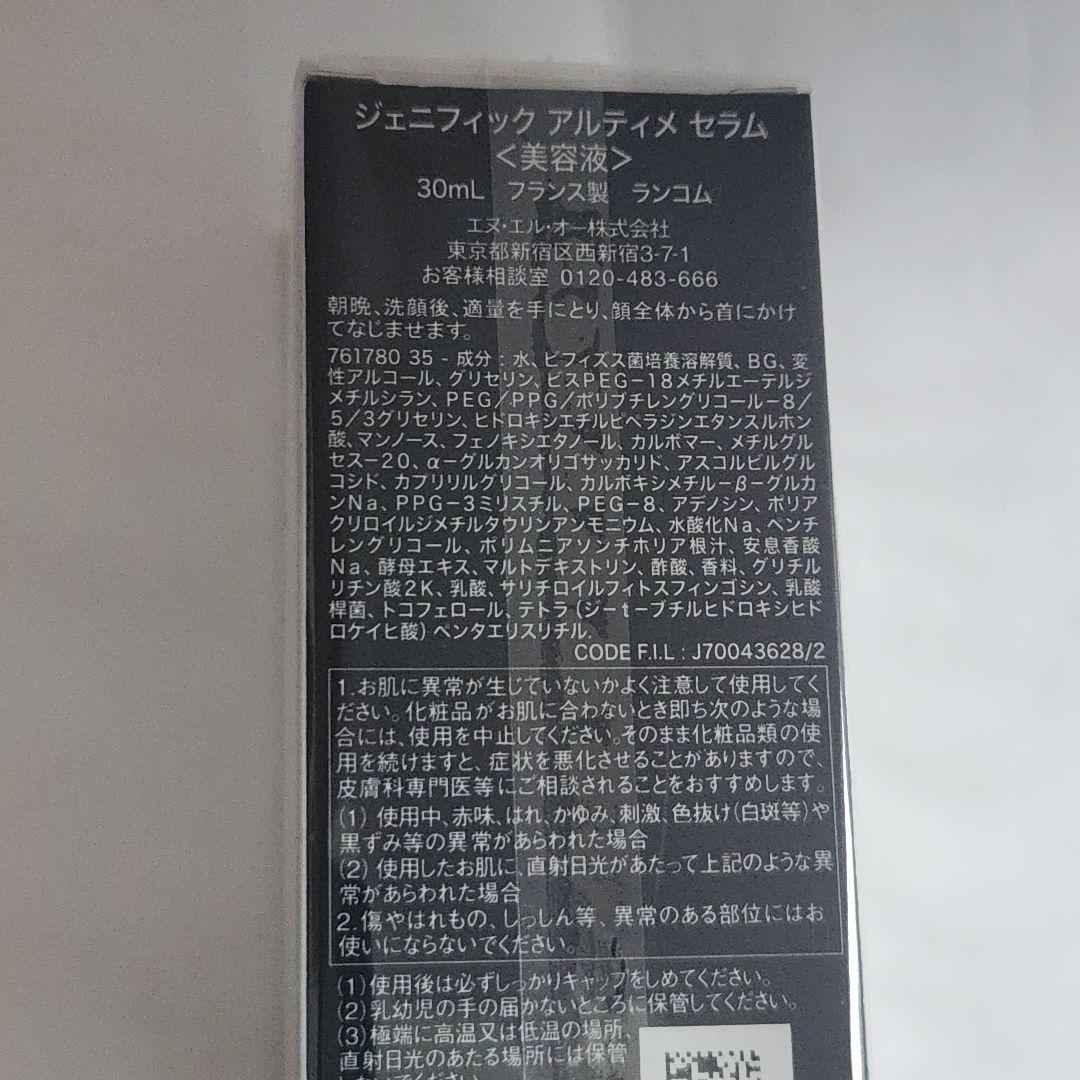 ジェニフィック アルティメ セラム
<美容液>
30mL フランス製 ランコム
エヌ・エル・オー株式会社
東京都新宿区西新宿3-7-1
お客様相談室 0120-483-666
朝晩、洗顔後、適量を手にとり、顔全体から首にかけ
てなじませます。
761780 35 - 成分 : 水、ビフィズス菌培養溶解質、BG、変
性アルコール、グリセリン、ビスPEG-18メチルエーテルジ
メチルシラン、PEG/PPG/ポリブチレングリコール-8/
5/3グリセリン、ヒドロキシエチルピペラジンエタンスルホン
酸、マンノース、フェノキシエタノール、カルボマー、メチルグル
セス-20、α-グルカンオリゴサッカリド、アスコルビルグル
コシド、カプリリルグリコール、カルボキシメチル-β-グルカ
ンNa、PPG-3ミリスチル、PEG-8、アデノシン、ポリア
クリロイルジメチルタウリンアンモニウム、水酸化Na、ペンチ
レングリコール、ポリムニアソンチホリア根汁、安息香酸
Na、酵母エキス、マルトデキストリン、酢酸、香料、グリチル
リチン酸2K、乳酸、サリチロイルフィトスフィンゴシン、乳酸
桿菌、トコフェロール、テトラ(ジ-t-ブチルヒドロキシヒド
ロケイヒ酸)ペンタエリスリチル.
CODE F.I.L : J70043628/2
1.お肌に異常が生じていないかよく注意して使用してく
ださい。化粧品がお肌に合わないとき即ち次のような場
合には、使用を中止してください。そのまま化粧品類の使
用を続けますと、症状を悪化させることがありますので、
皮膚科専門医等にご相談されることをおすすめします。
(1) 使用中、赤味、はれ、かゆみ、刺激、色抜け(白斑等)や
黒ずみ等の異常があらわれた場合
(2) 使用したお肌に、直射日光があたって上記のような異
常があらわれた場合
2.傷やはれもの、しっしん等、異常のある部位にはお
使いにならないでください。
(1)使用後は必ずしっかりキャップをしめてください。
(2)乳幼児の手の届かないところに保管してください。
(3)極端に高温又は低温の場所、
直射日光のあたる場所には保管
しないでください。